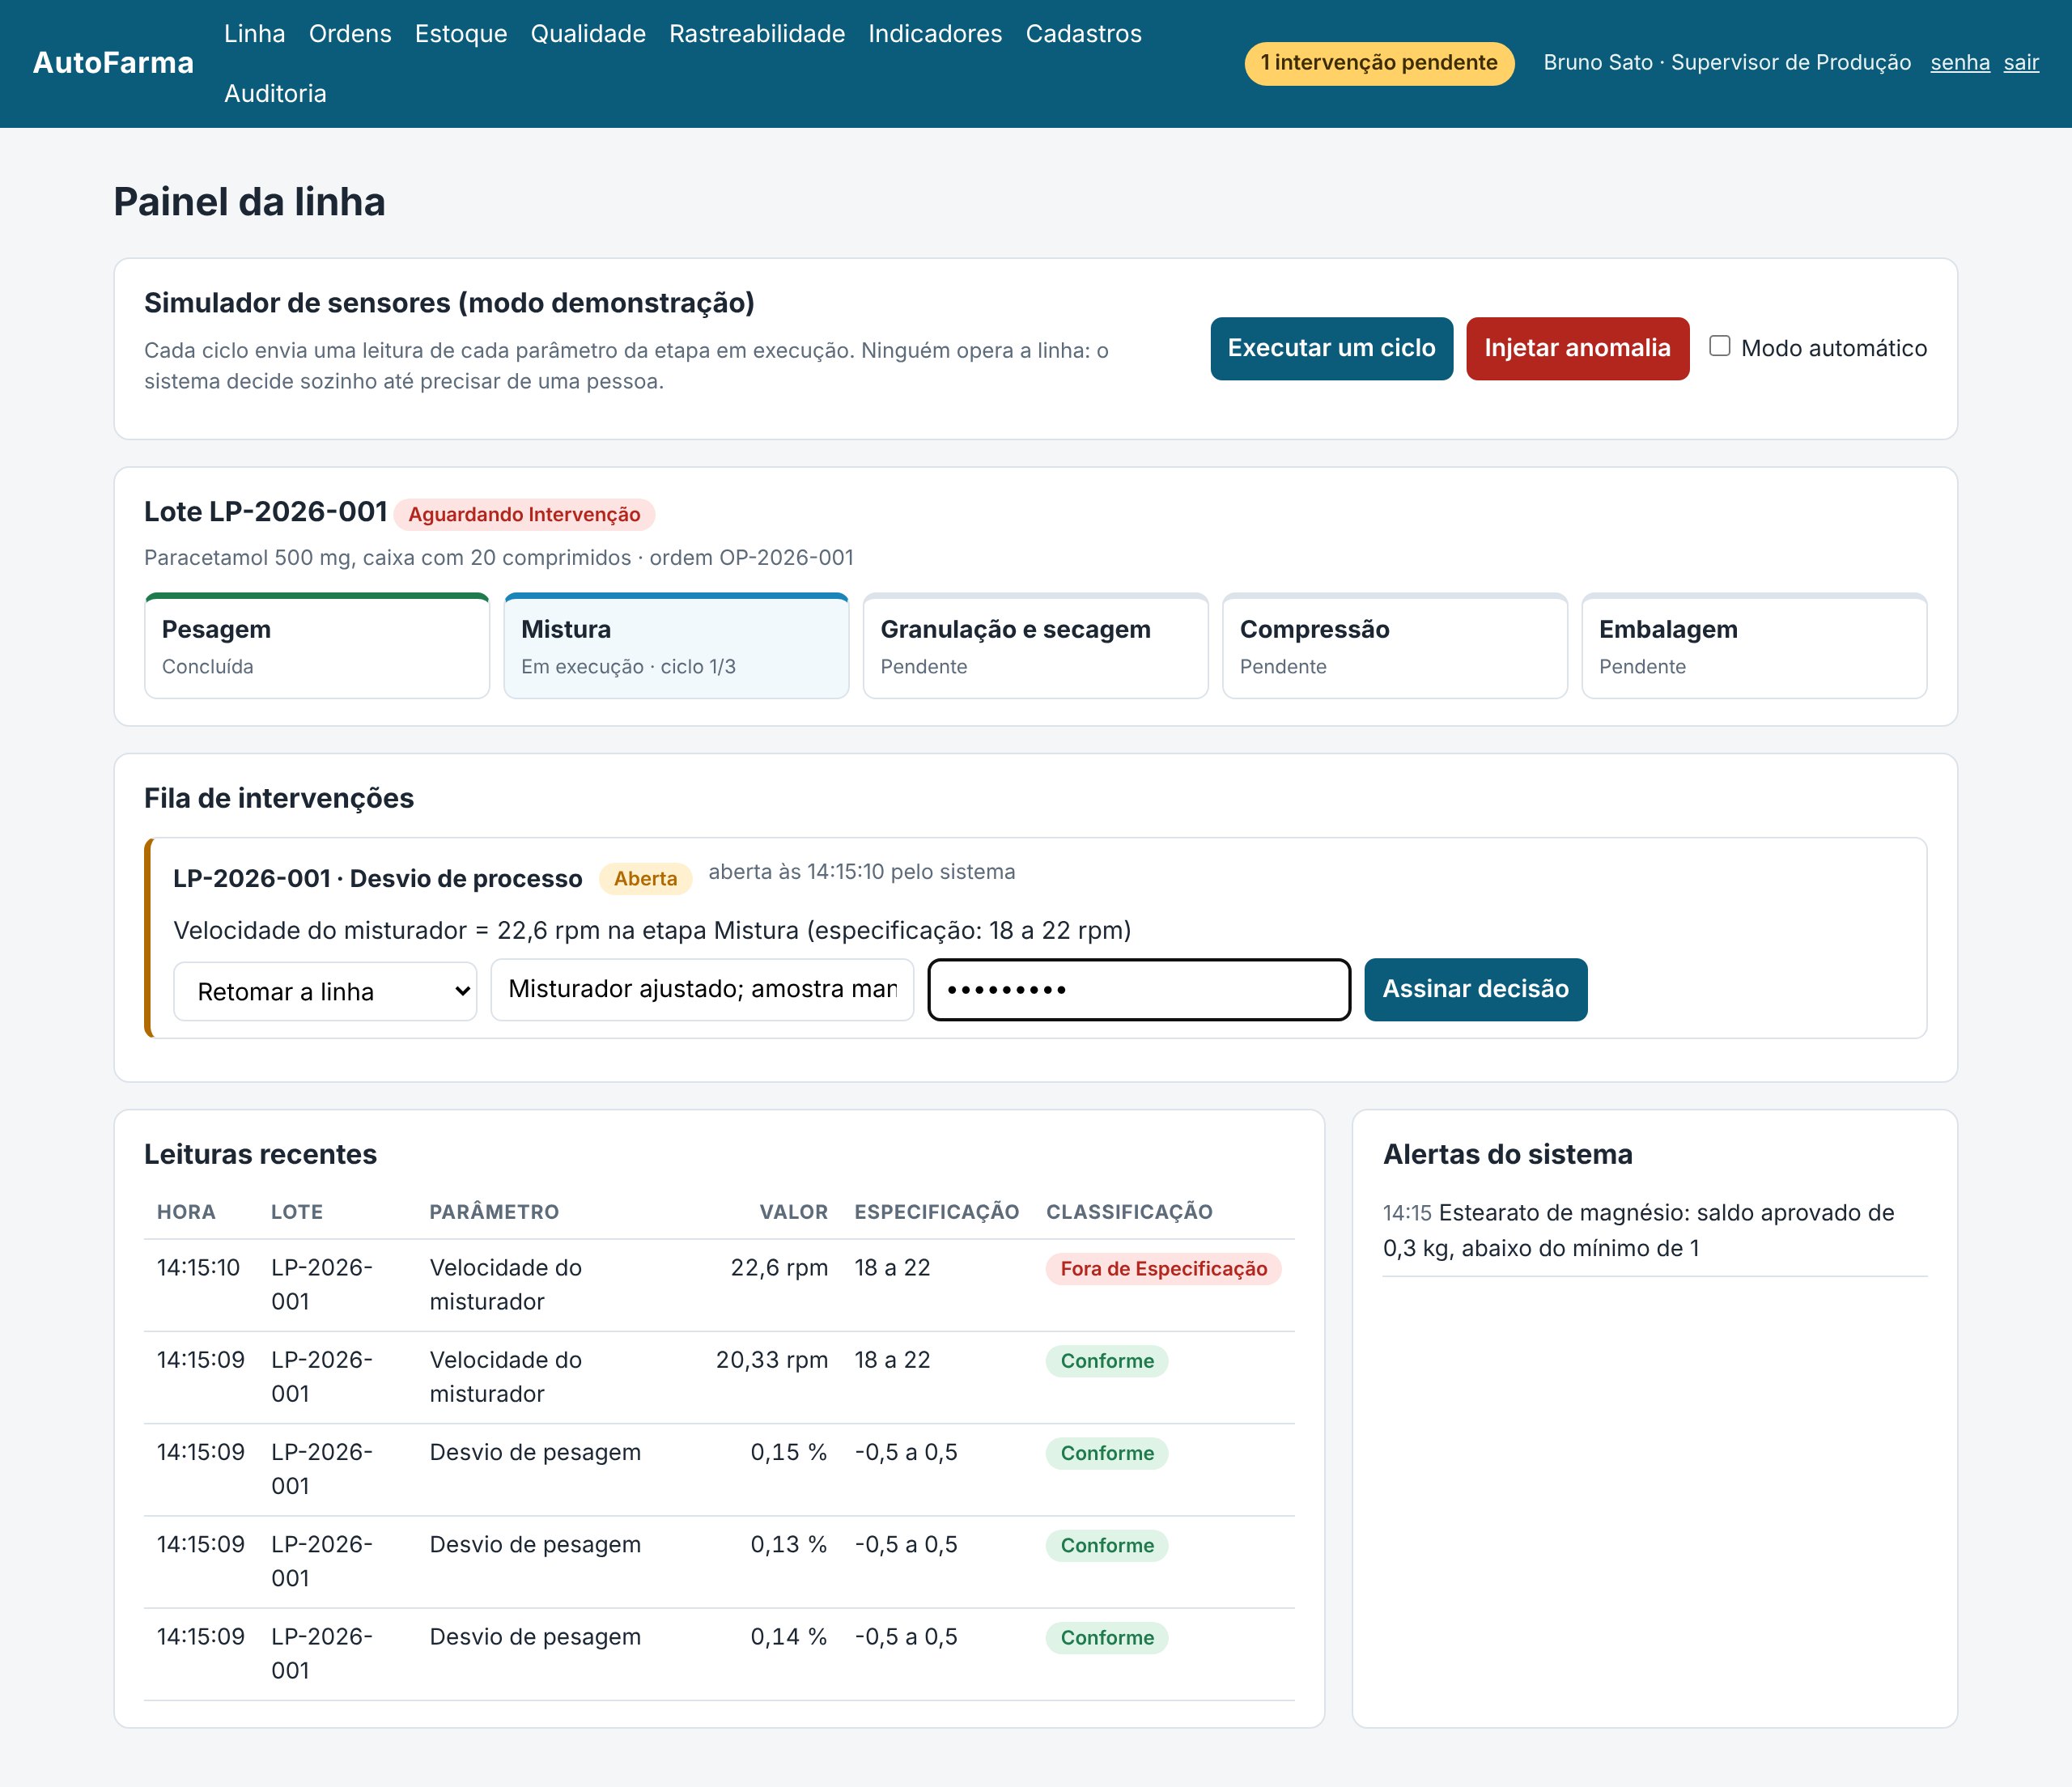 AutoFarma
Linha Ordens Estoque Qualidade Rastreabilidade Indicadores Cadastros
Auditoria
1 intervenção pendente
Bruno Sato · Supervisor de Produção senha sair
Painel da linha
Simulador de sensores (modo demonstração)
Cada ciclo envia uma leitura de cada parâmetro da etapa em execução. Ninguém opera a linha: o
sistema decide sozinho até precisar de uma pessoa.
Executar um ciclo
Injetar anomalia
Modo automático
Lote LP-2026-001 Aguardando Intervenção
Paracetamol 500 mg, caixa com 20 comprimidos · ordem OP-2026-001
Pesagem
Concluída
Mistura
Em execução · ciclo 1/3
Granulação e secagem
Pendente
Compressão
Pendente
Embalagem
Pendente
Fila de intervenções
LP-2026-001 · Desvio de processo Aberta aberta às 14:15:10 pelo sistema
Velocidade do misturador = 22,6 rpm na etapa Mistura (especificação: 18 a 22 rpm)
Retomar a linha
Misturador ajustado; amostra man
•••••••••
Assinar decisão
Leituras recentes
HORA LOTE PARÂMETRO VALOR ESPECIFICAÇÃO CLASSIFICAÇÃO
14:15:10 LP-2026-001 Velocidade do misturador 22,6 rpm 18 a 22 Fora de Especificação
14:15:09 LP-2026-001 Velocidade do misturador 20,33 rpm 18 a 22 Conforme
14:15:09 LP-2026-001 Desvio de pesagem 0,15 % -0,5 a 0,5 Conforme
14:15:09 LP-2026-001 Desvio de pesagem 0,13 % -0,5 a 0,5 Conforme
14:15:09 LP-2026-001 Desvio de pesagem 0,14 % -0,5 a 0,5 Conforme
Alertas do sistema
14:15 Estearato de magnésio: saldo aprovado de
0,3 kg, abaixo do mínimo de 1